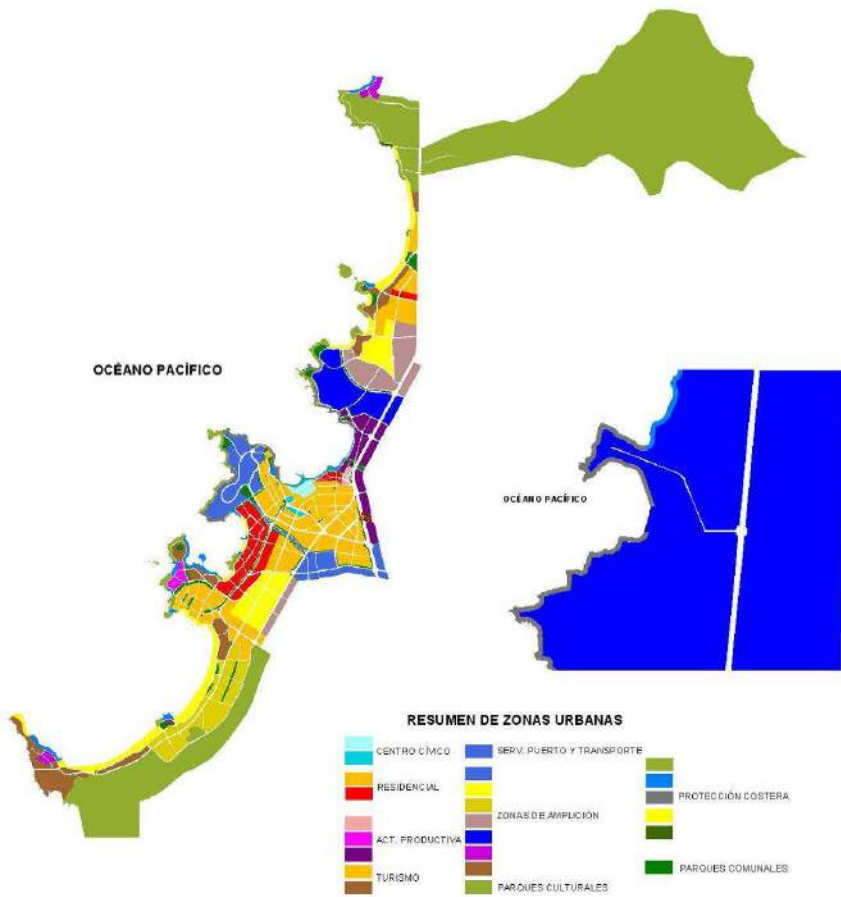 OCÉANO PACÍFICO
OCÉANO PACÍFICO
RESUMEN DE ZONAS URBANAS
CENTRO CÍVICO
RESIDENCIAL
ACT. PRODUCTIVA
TURISMO
SERV. PUERTO Y TRANSPORTE
ZONAS DE AMPLICIÓN
PARQUES CULTURALES
PROTECCIÓN COSTERA
PARQUES COMUNALES